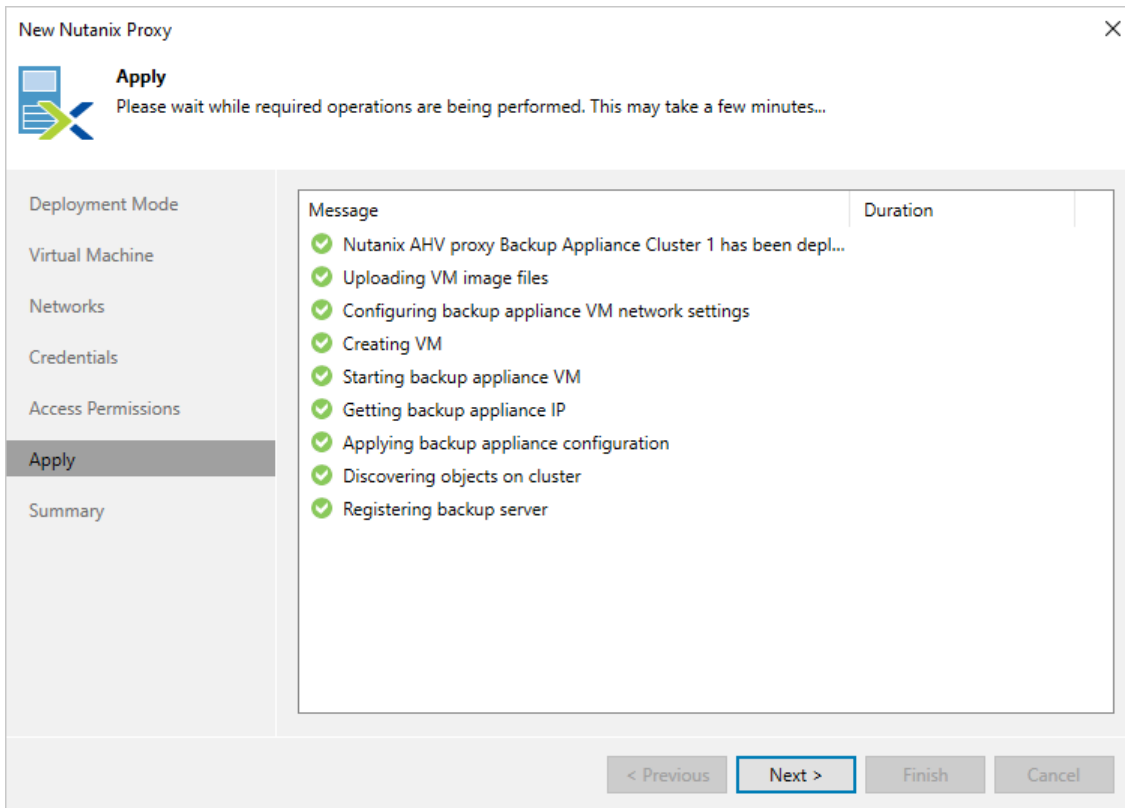 New Nutanix Proxy
Apply
Please wait while required operations are being performed. This may take a few minutes...
Deployment Mode
Virtual Machine
Networks
Credentials
Access Permissions
Apply
Summary
Message Duration
Nutanix AHV proxy Backup Appliance Cluster 1 has been depl...
Uploading VM image files
Configuring backup appliance VM network settings
Creating VM
Starting backup appliance VM
Getting backup appliance IP
Applying backup appliance configuration
Discovering objects on cluster
Registering backup server
< Previous Next > Finish Cancel